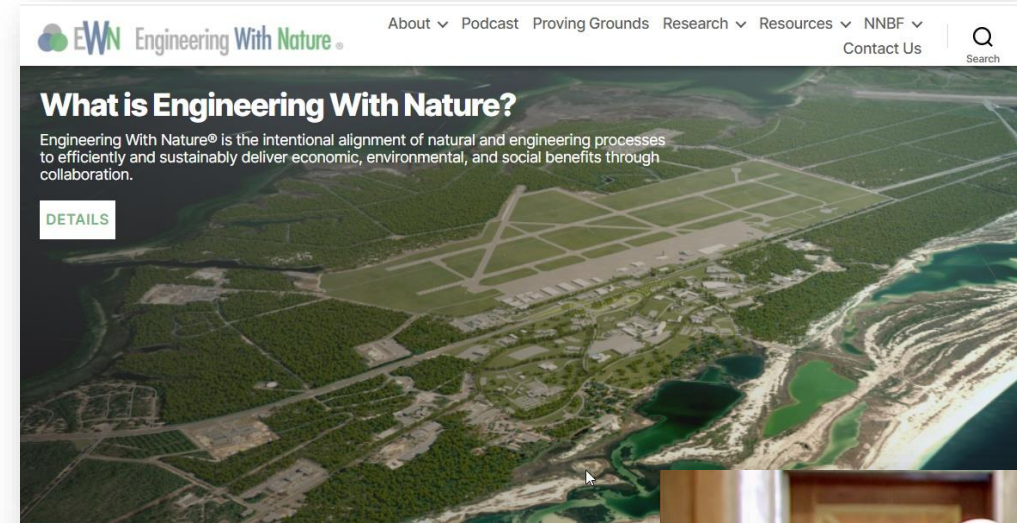 EWN Engineering With Nature ®
About Podcast Proving Grounds Research Resources NNBF
Contact Us
Search
What is Engineering With Nature?
Engineering With Nature® is the intentional alignment of natural and engineering processes
to efficiently and sustainably deliver economic, environmental, and social benefits through
collaboration.
DETAILS